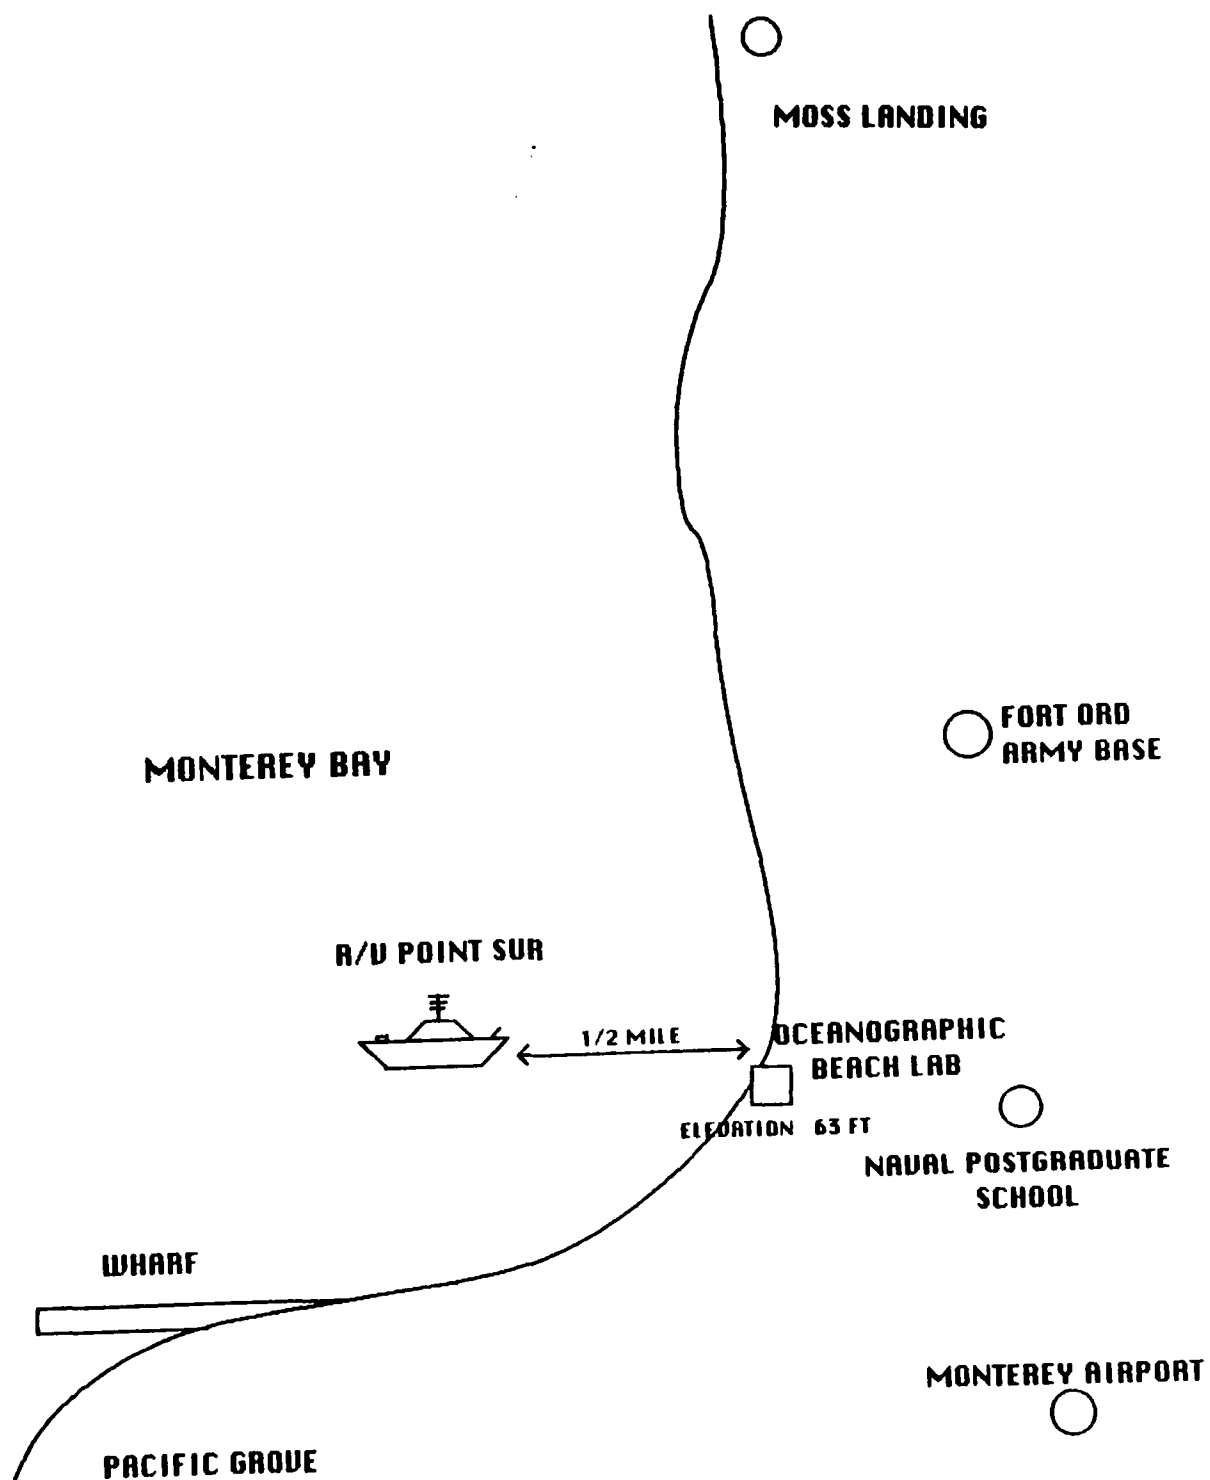 MOSS LANDING
FORT ORD
ARMY BASE
MONTEREY BAY
R/V POINT SUR
1/2 MILE
OCEANOGRAPHIC
BEACH LAB
ELEVATION 63 FT
NAVAL POSTGRADUATE
SCHOOL
WHARF
MONTEREY AIRPORT
PACIFIC GROVE